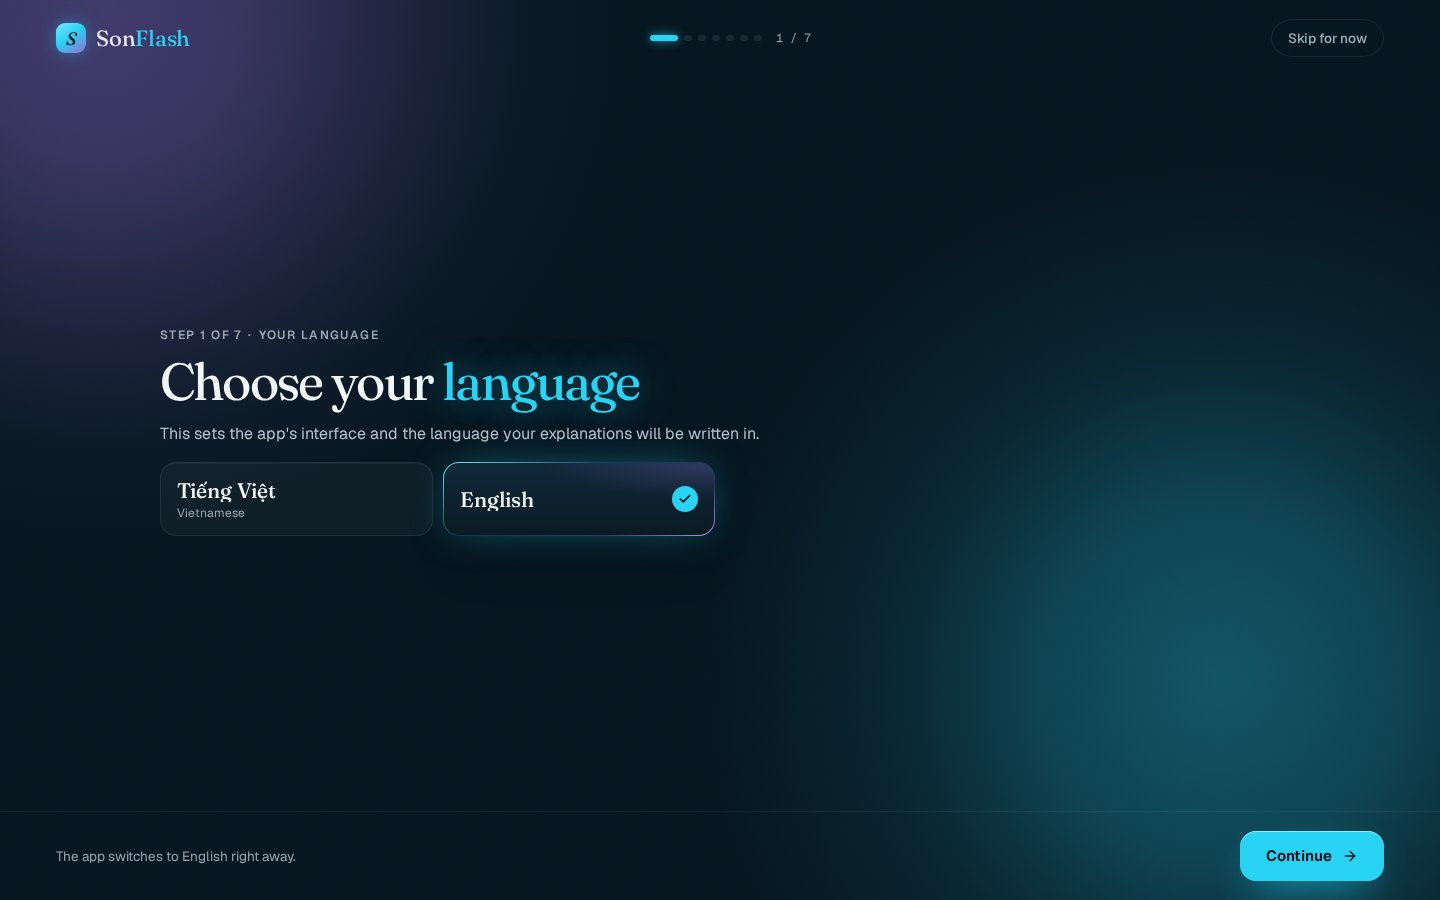 S SonFlash
1 / 7
Skip for now
STEP 1 OF 7 · YOUR LANGUAGE
Choose your language
This sets the app's interface and the language your explanations will be written in.
Tiếng Việt
Vietnamese
English
The app switches to English right away.
Continue →